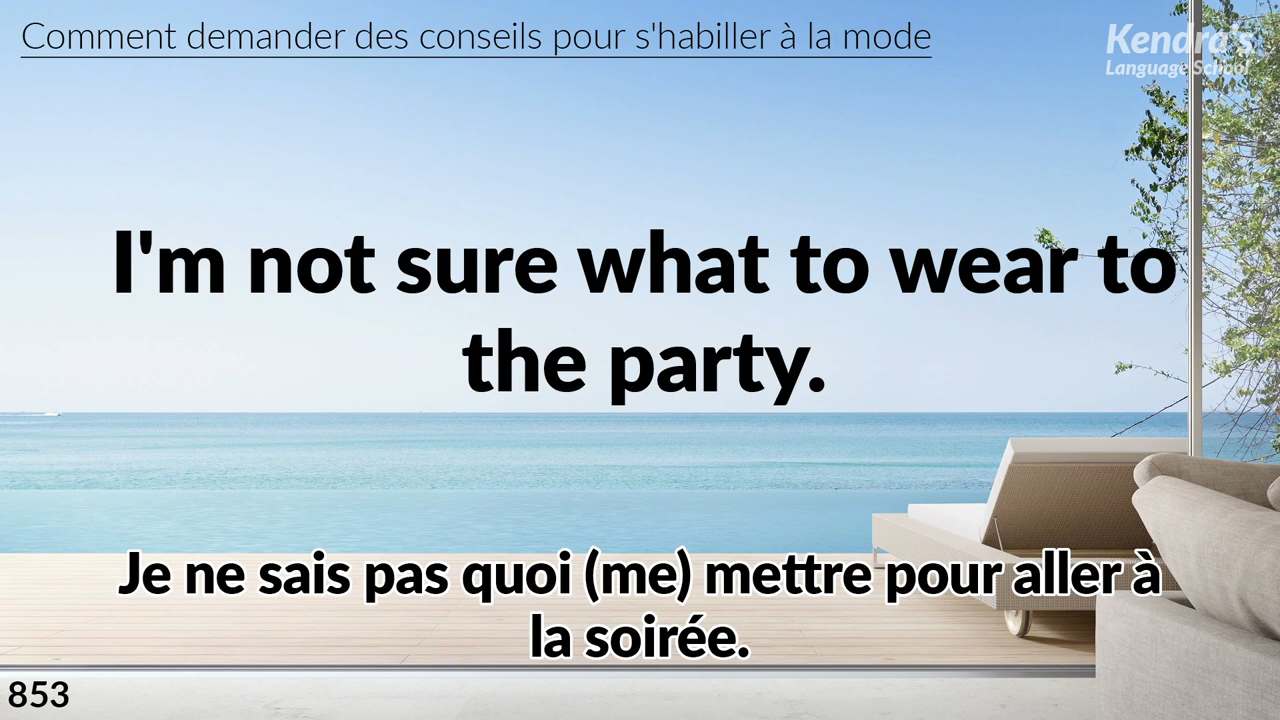 Comment demander des conseils pour s'habiller à la mode
Kendra's
Language School
I'm not sure what to wear to
the party.
Je ne sais pas quoi (me) mettre pour aller à
la soirée.
853